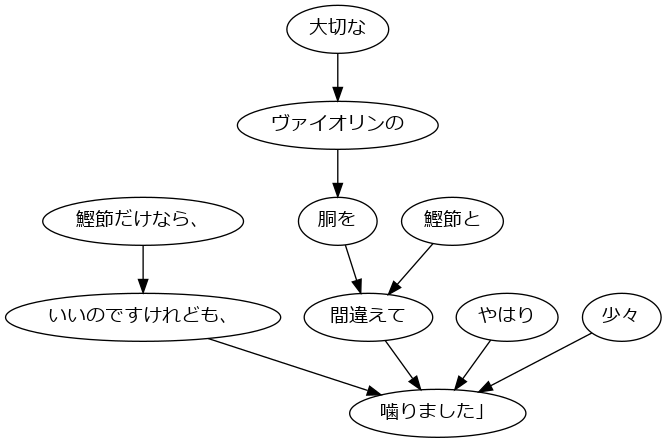 大切な
ヴァイオリンの
鰹節だけなら、
胴を
鰹節と
いいのですけれども、
間違えて
やはり
少々
噛りました」